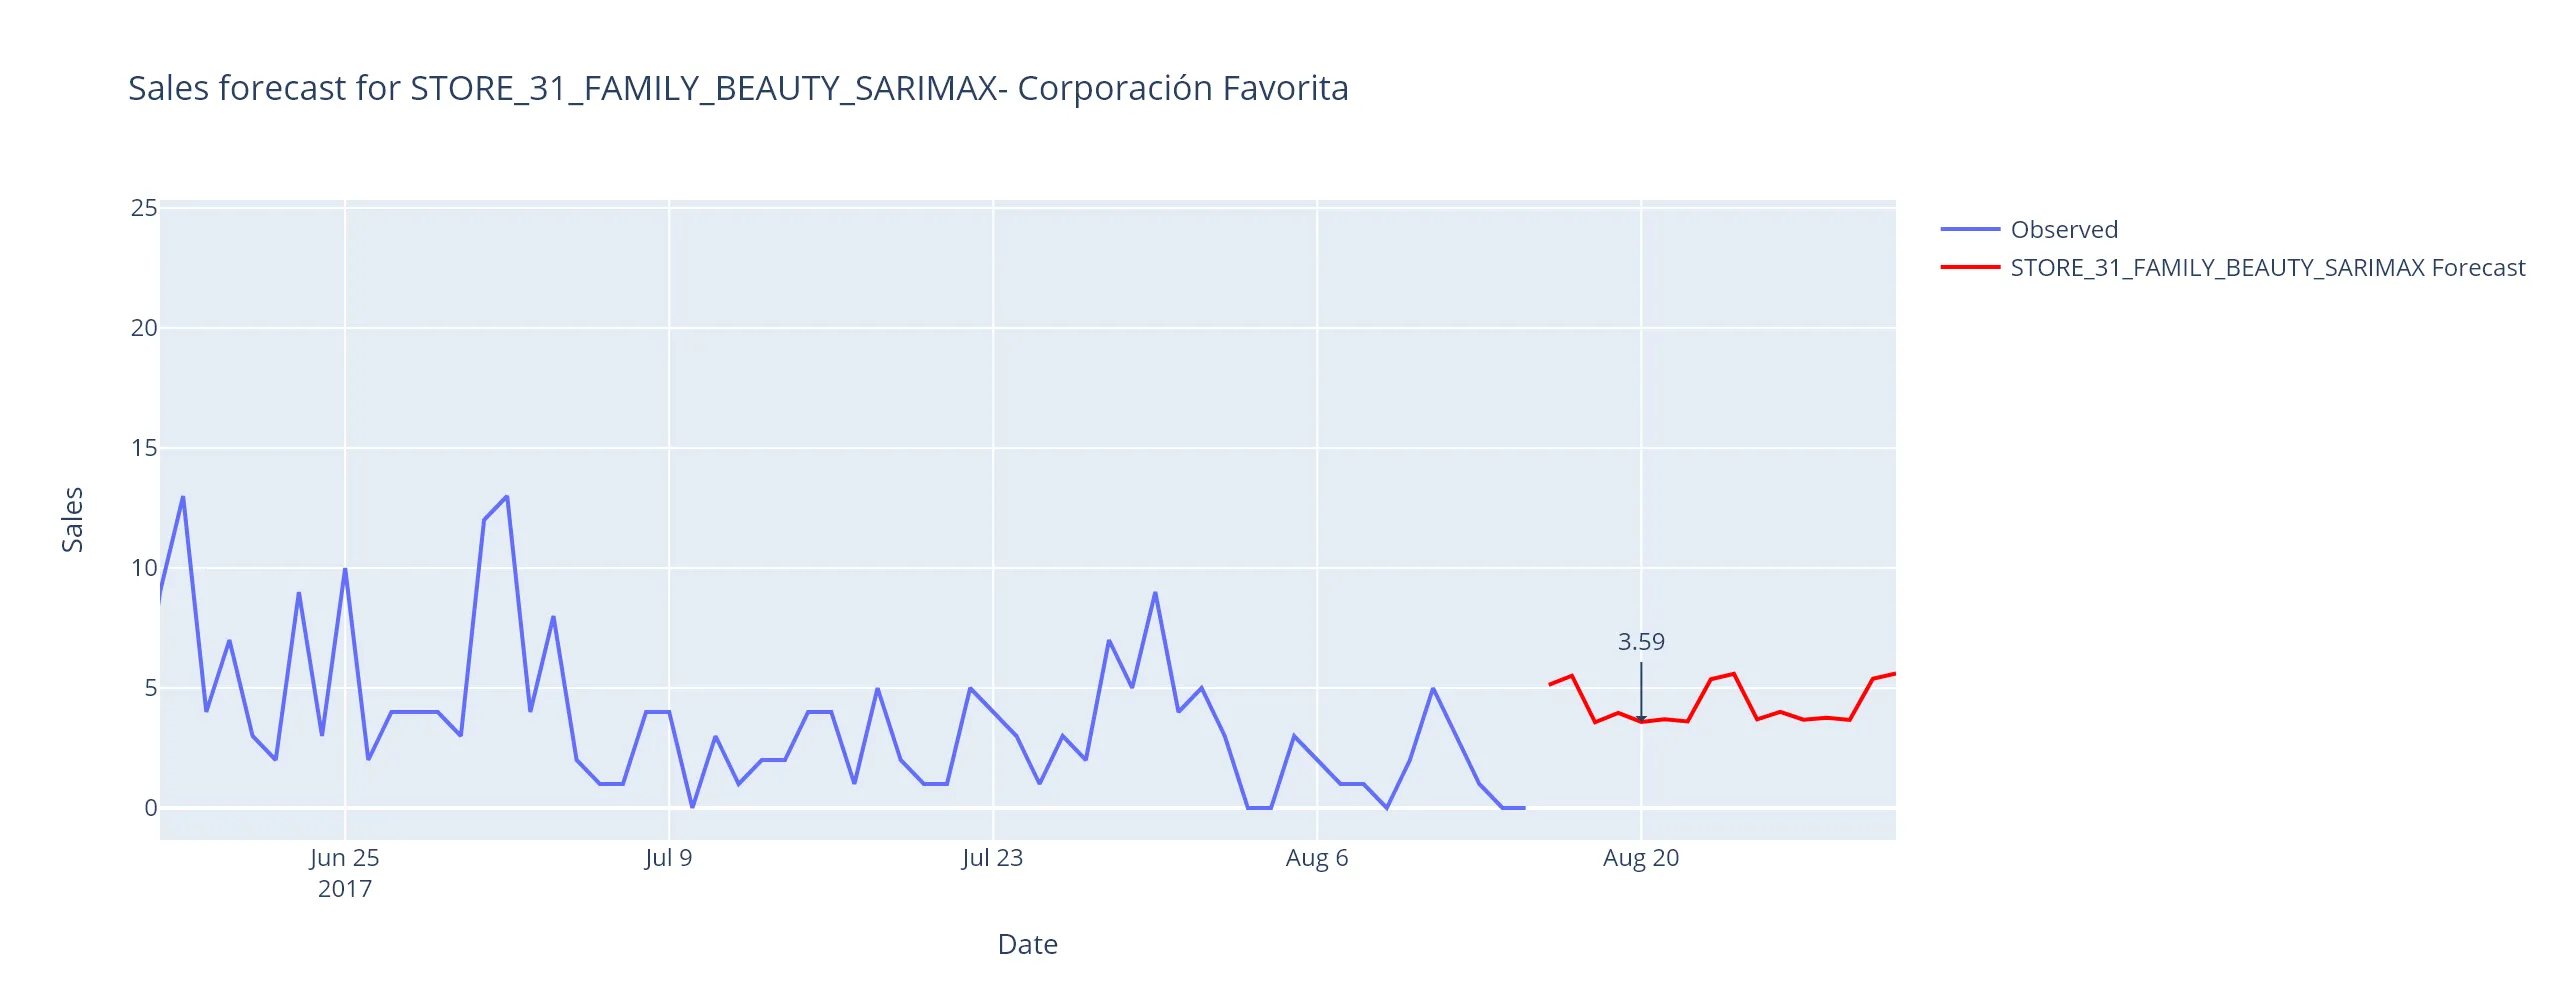 Sales forecast for STORE_31_FAMILY_BEAUTY_SARIMAX- Corporación Favorita
Observed
STORE_31_FAMILY_BEAUTY_SARIMAX Forecast
25
20
15
10
5
0
Sales
3.59
Jun 25
2017
Jul 9
Jul 23
Aug 6
Aug 20
Date